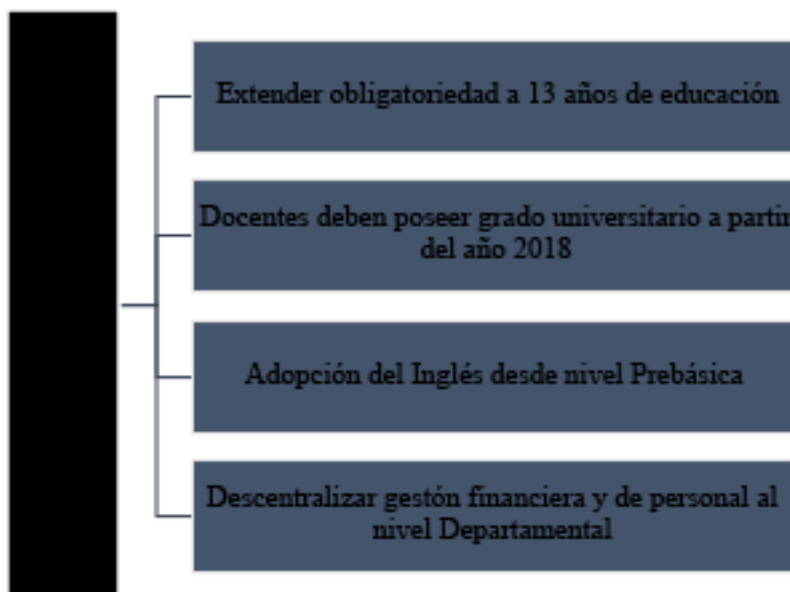 Extender obligatoriedad a 13 años de educación
Docentes deben poseer grado universitario a partir
del año 2018
Adopción del Inglés desde nivel Prebásica
Descentralizar gestón financiera y de personal al
nivel Departamental